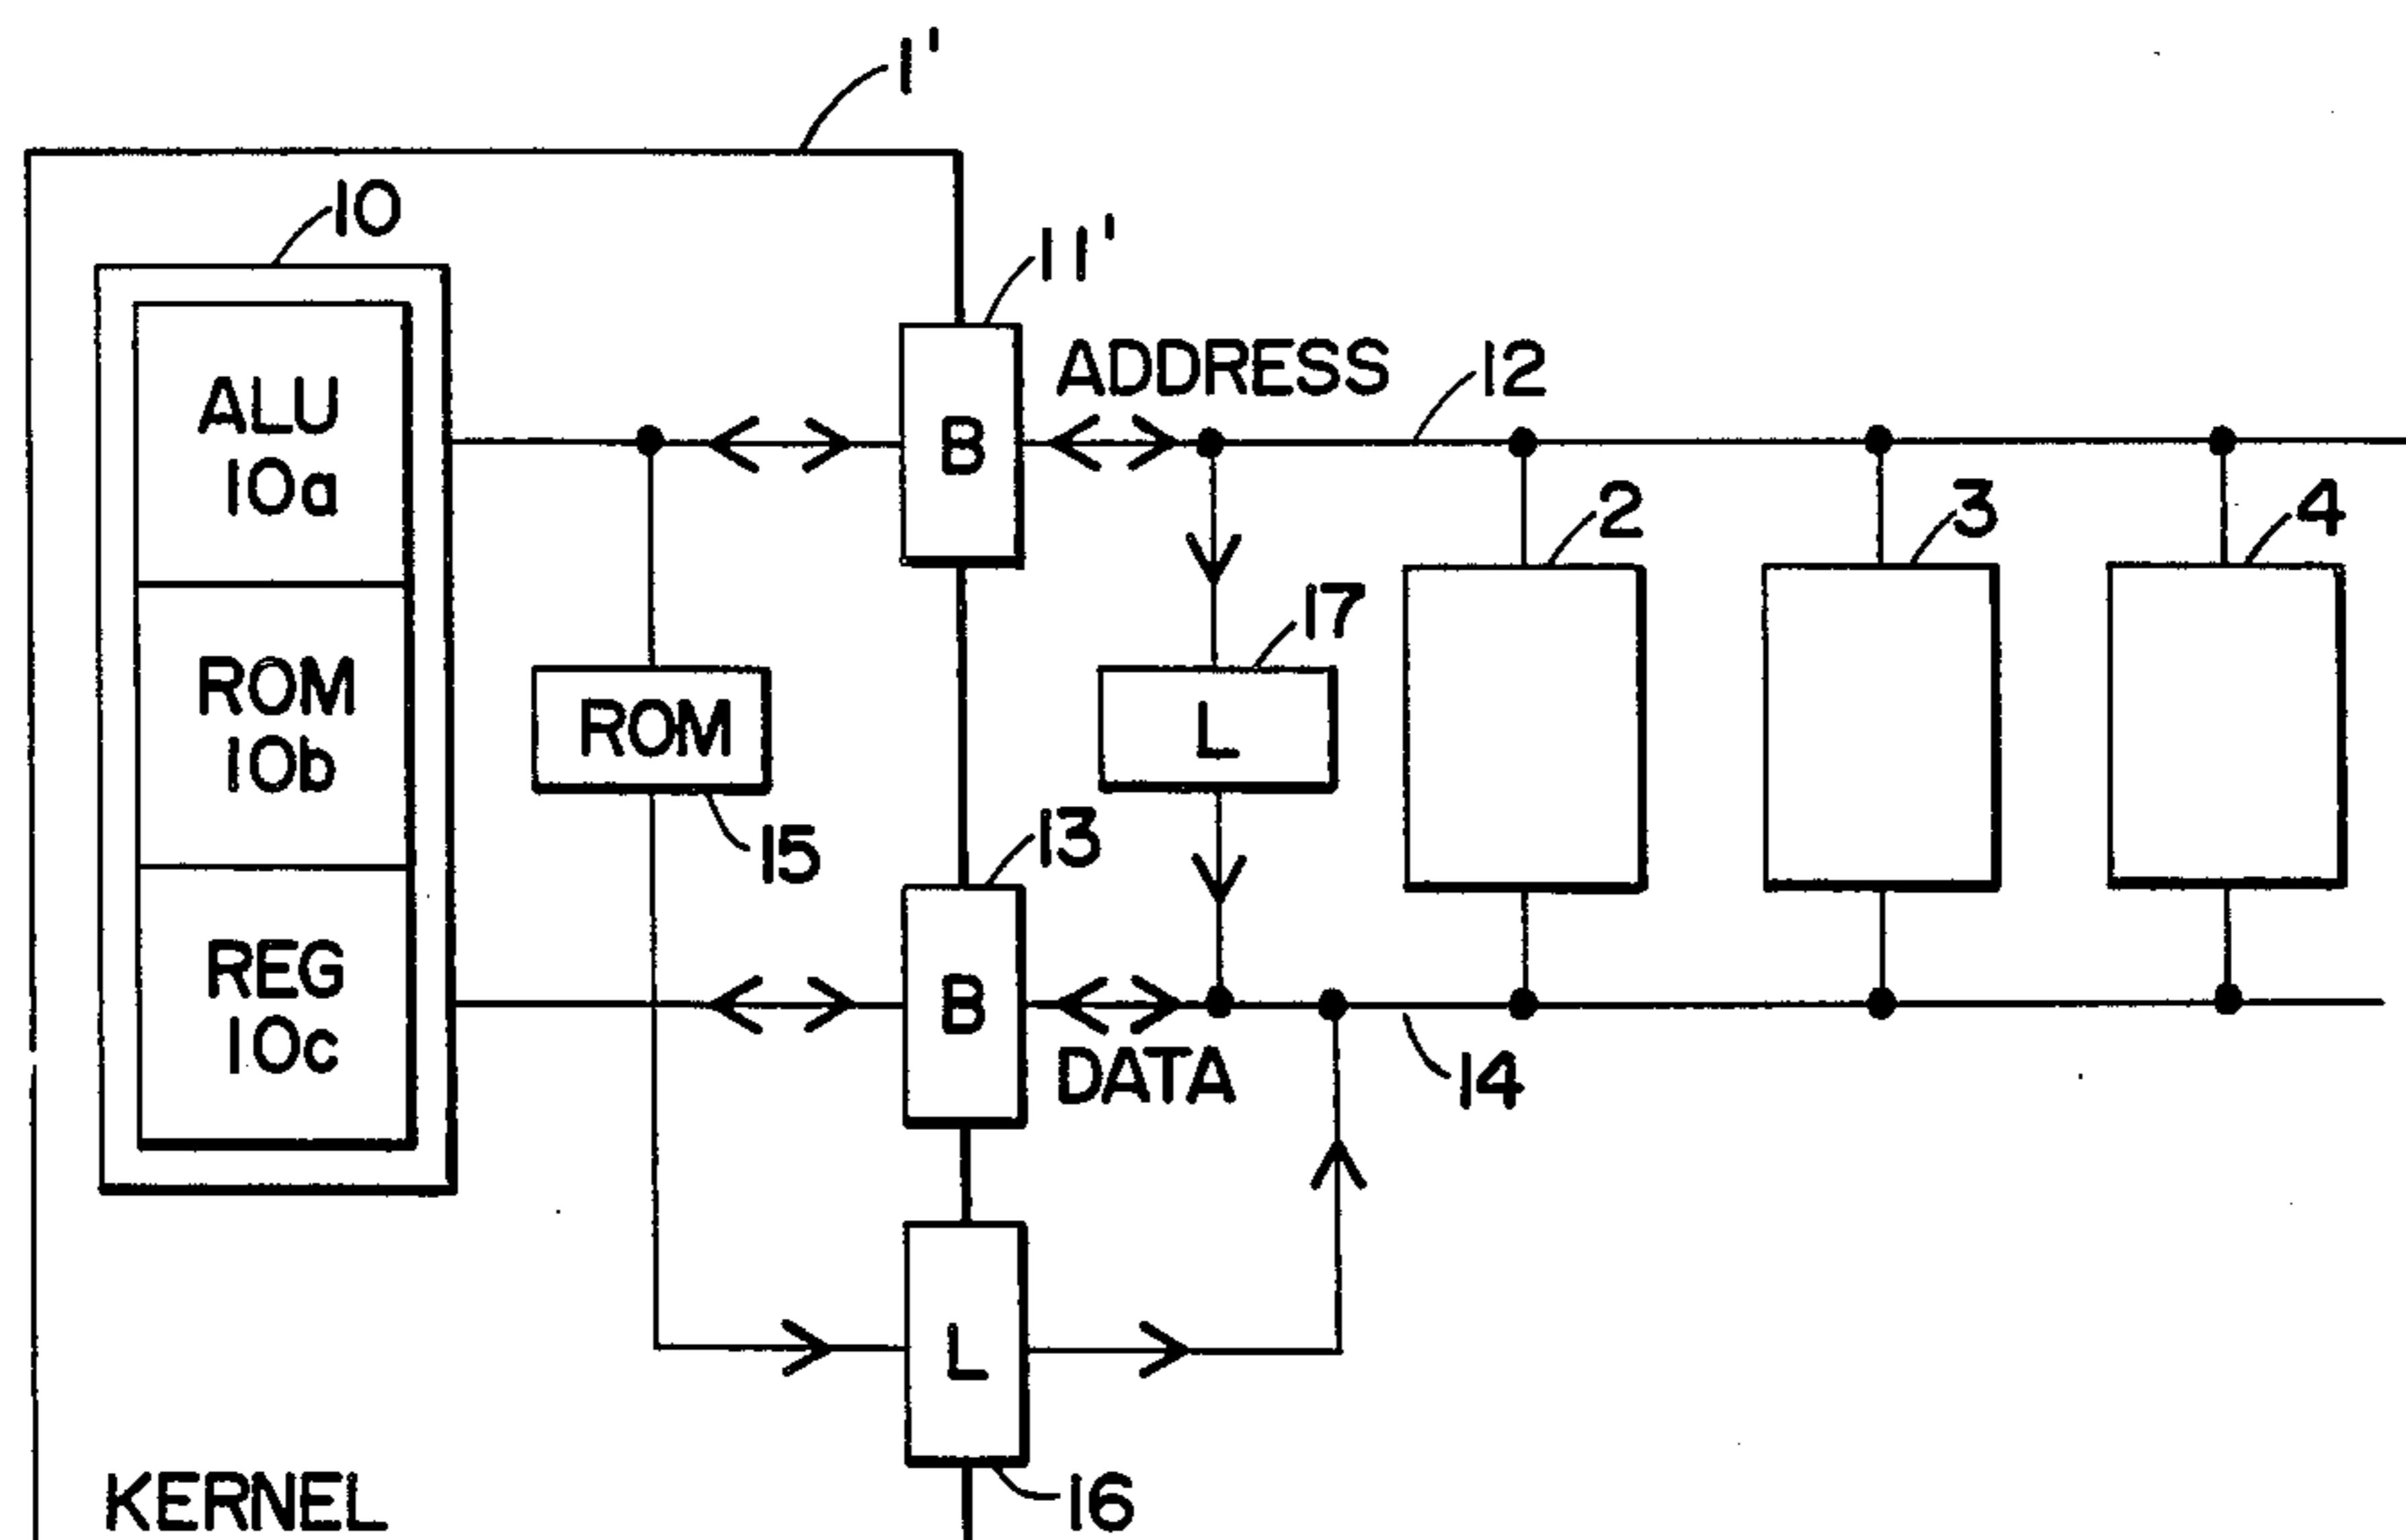 1'
10
11'
ALU
10a
B
ADDRESS
12
2
3
4
17
ROM
10b
ROM
L
15
13
REG
10c
B
DATA
14
L
KERNEL
16